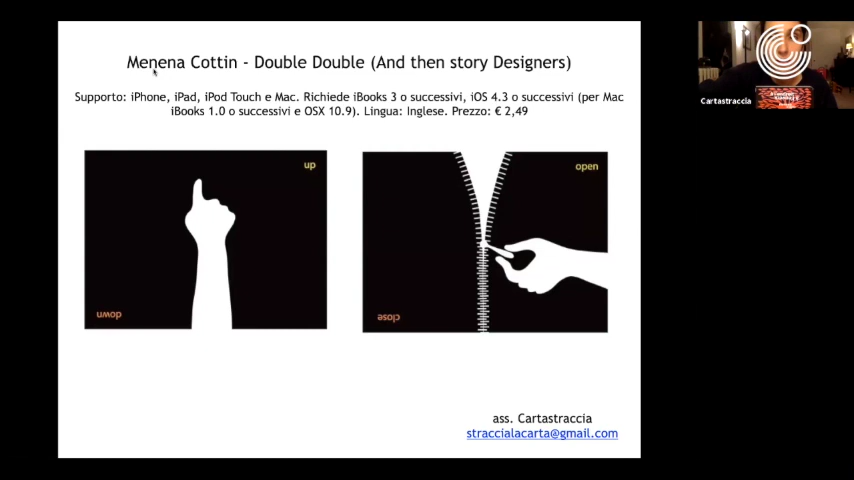 Menena Cottin - Double Double (And then story Designers)
Supporto: iPhone, iPad, iPod Touch e Mac. Richiede iBooks 3 o successivi, iOS 4.3 o successivi (per Mac
iBooks 1.0 o successivi e OSX 10.9). Lingua: Inglese. Prezzo: € 2,49
up
down
open
close
ass. Cartastraccia
straccialacarta@gmail.com
Cartastraccia